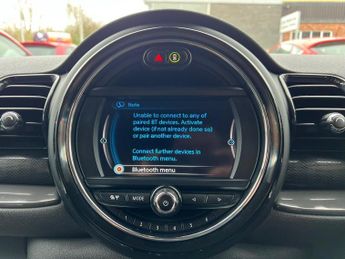 Note
Unable to connect to any of
paired BT devices. Activate
device (if not already done so)
or pair another device.
Connect further devices in
Bluetooth menu.
Bluetooth menu
MODE